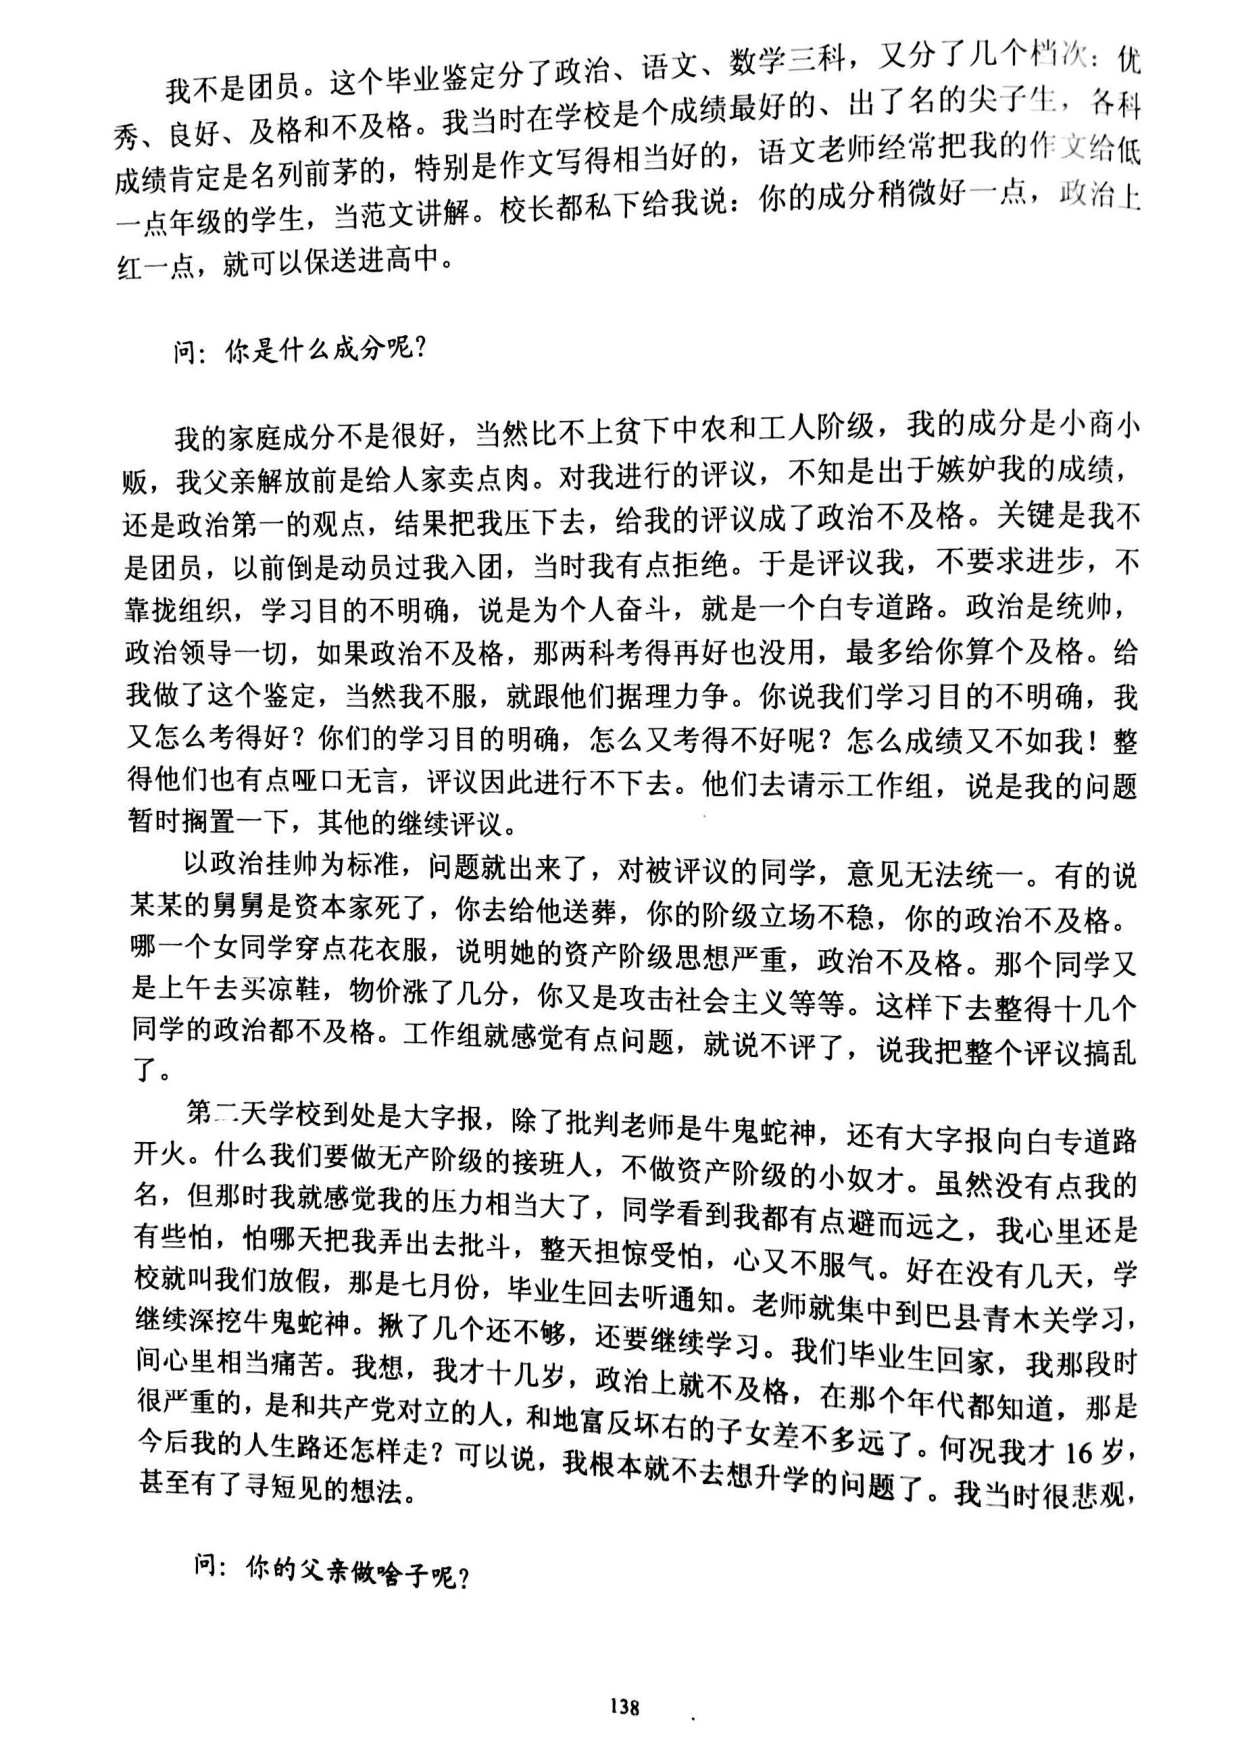 我不是团员。这个毕业鉴定分了政治、语文、数学三科，又分了几个档次：优
秀、良好、及格和不及格。我当时在学校是个成绩最好的、出了名的尖子生，各科
成绩肯定是名列前茅的，特别是作文写得相当好的，语文老师经常把我的作文给低
一点年级的学生，当范文讲解。校长都私下给我说：你的成分稍微好一点，政治上
红一点，就可以保送进高中。
问：你是什么成分呢？
我的家庭成分不是很好，当然比不上贫下中农和工人阶级，我的成分是小商小
贩，我父亲解放前是给人家卖点肉。对我进行的评议，不知是出于嫉妒我的成绩，
还是政治第一的观点，结果把我压下去，给我的评议成了政治不及格。关键是我不
是团员，以前倒是动员过我入团，当时我有点拒绝。于是评议我，不要求进步，不
靠拢组织，学习目的不明确，说是为个人奋斗，就是一个白专道路。政治是统帅，
政治领导一切，如果政治不及格，那两科考得再好也没用，最多给你算个及格。给
我做了这个鉴定，当然我不服，就跟他们据理力争。你说我们学习目的不明确，我
又怎么考得好？你们的学习目的明确，怎么又考得不好呢？怎么成绩又不如我！整
得他们也有点哑口无言，评议因此进行不下去。他们去请示工作组，说是我的问题
暂时搁置一下，其他的继续评议。
以政治挂帅为标准，问题就出来了，对被评议的同学，意见无法统一。有的说
某某的舅舅是资本家死了，你去给他送葬，你的阶级立场不稳，你的政治不及格。
哪一个女同学穿点花衣服，说明她的资产阶级思想严重，政治不及格。那个同学又
是上午去买凉鞋，物价涨了几分，你又是攻击社会主义等等。这样下去整得十几个
同学的政治都不及格。工作组就感觉有点问题，就说不评了，说我把整个评议搞乱
了。
第二天学校到处是大字报，除了批判老师是牛鬼蛇神，还有大字报向白专道路
开火。什么我们要做无产阶级的接班人，不做资产阶级的小奴才。虽然没有点我的
名，但那时我就感觉我的压力相当大了，同学看到我都有点避而远之，我心里还是
有些怕，怕哪天把我弄出去批斗，整天担惊受怕，心又不服气。好在没有几天，学
校就叫我们放假，那是七月份，毕业生回去听通知。老师就集中到巴县青木关学习，
继续深挖牛鬼蛇神。揪了几个还不够，还要继续学习。我们毕业生回家，我那段时
间心里相当痛苦。我想，我才十几岁，政治上就不及格，在那个年代都知道，那是
很严重的，是和共产党对立的人，和地富反坏右的子女差不多远了。何况我才 16 岁，
今后我的人生路还怎样走？可以说，我根本就不去想升学的问题了。我当时很悲观，
甚至有了寻短见的想法。
问：你的父亲做啥子呢？
138